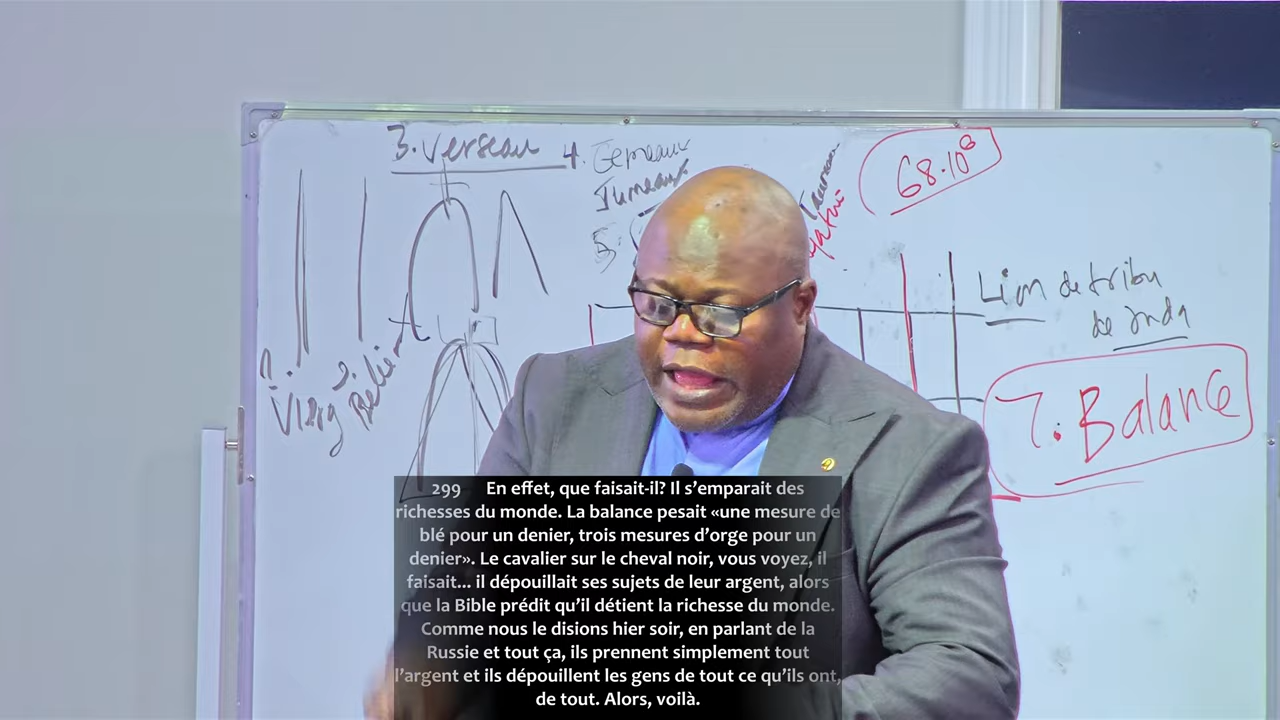 3. Verseau
4. Gemeaux
Jumeaux
5.
68.10⁸
Lion de tribu
de Juda
1.
Vierg
2.
Belier
7. Balance
299 En effet, que faisait-il? Il s’emparait des
richesses du monde. La balance pesait «une mesure de
blé pour un denier, trois mesures d’orge pour un
denier». Le cavalier sur le cheval noir, vous voyez, il
faisait... il dépouillait ses sujets de leur argent, alors
que la Bible prédit qu’il détient la richesse du monde.
Comme nous le disions hier soir, en parlant de la
Russie et tout ça, ils prennent simplement tout
l’argent et ils dépouillent les gens de tout ce qu’ils ont,
de tout. Alors, voilà.